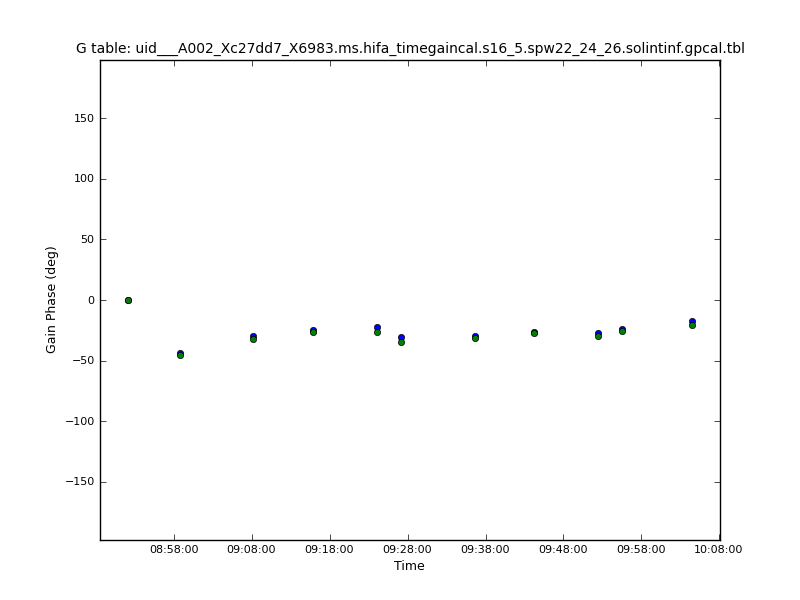 G table: uid___A002_Xc27dd7_X6983.ms.hifa_timegaincal.s16_5.spw22_24_26.solintinf.gpcal.tbl
150
100
50
0
−50
−100
−150
Gain Phase (deg)
08:58:00 09:08:00 09:18:00 09:28:00 09:38:00 09:48:00 09:58:00 10:08:00
Time